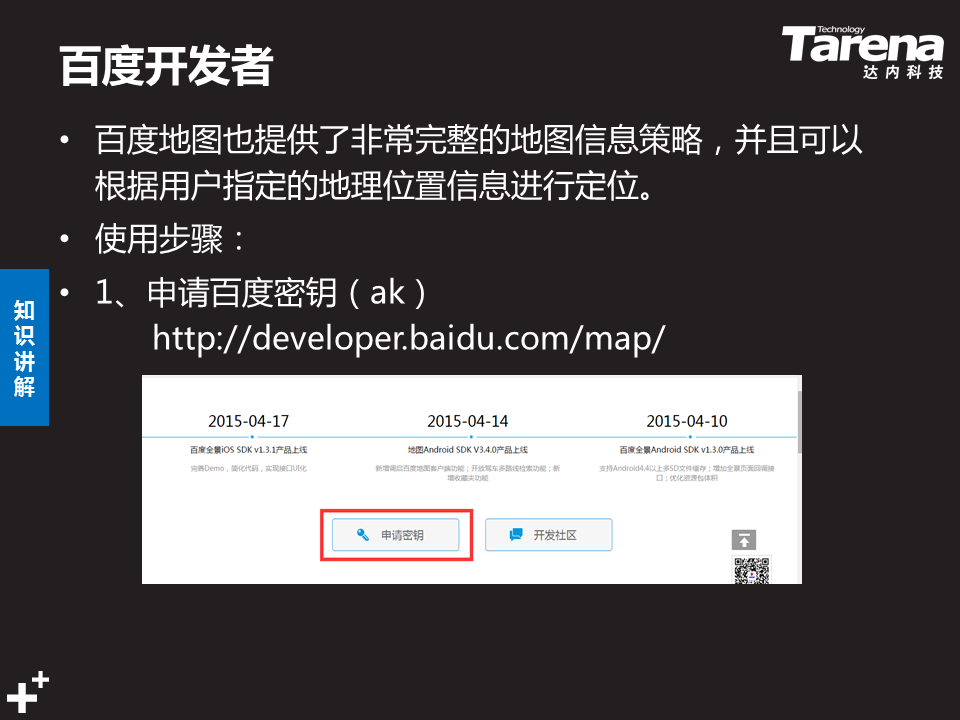 百度开发者
Technology
Tarena
达内科技
• 百度地图也提供了非常完整的地图信息策略，并且可以
根据用户指定的地理位置信息进行定位。
• 使用步骤：
• 1、申请百度密钥（ak）
http://developer.baidu.com/map/
知识讲解
2015-04-17 2015-04-14 2015-04-10
百度全景iOS SDK v1.3.1产品上线 地图Android SDK V3.4.0产品上线 百度全景Android SDK v1.3.0产品上线
完善Demo，简化代码，实现接口UI化 新增调启百度地图客户端功能；开放驾车多路线检索功能；新 支持Android4.4以上多SD文件缓存；增加全景页面回调接
增收藏夹功能 口；优化资源包体积
申请密钥 开发社区